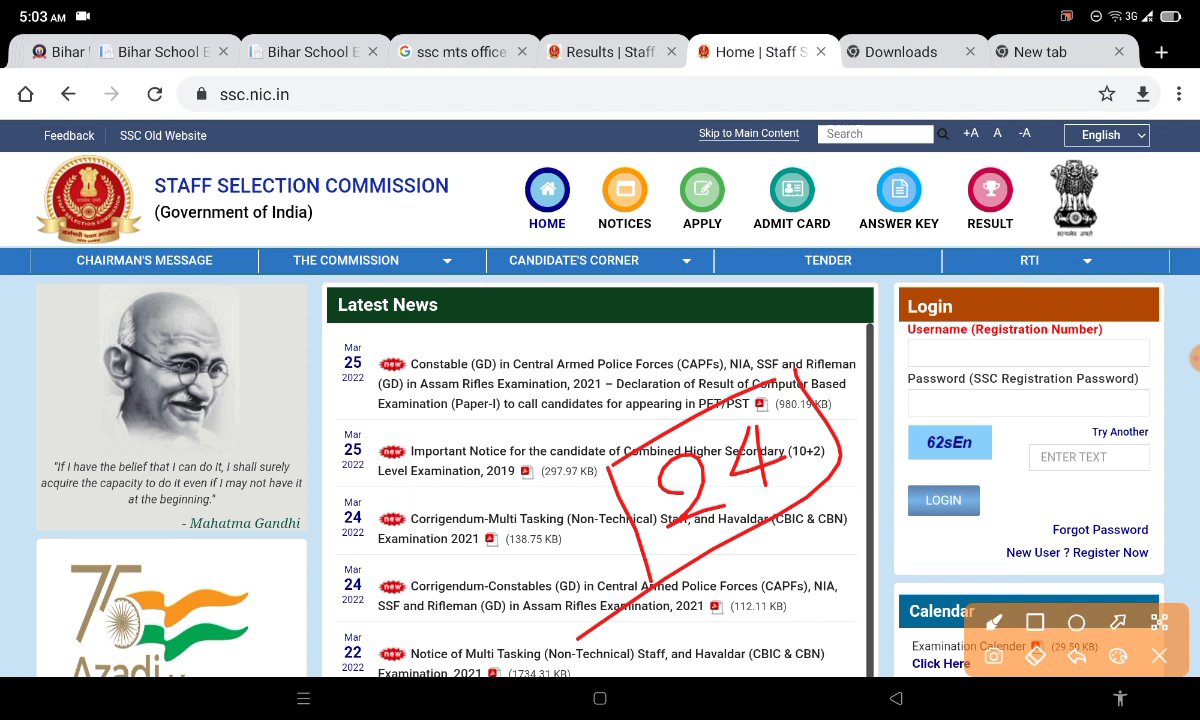 5:03 AM
3G
Bihar
Bihar School E
Bihar School E
ssc mts office
Results | Staff
Home | Staff S
Downloads
New tab
ssc.nic.in
Feedback
SSC Old Website
Skip to Main Content
Search
+A A -A
English
STAFF SELECTION COMMISSION
(Government of India)
HOME
NOTICES
APPLY
ADMIT CARD
ANSWER KEY
RESULT
CHAIRMAN'S MESSAGE
THE COMMISSION
CANDIDATE'S CORNER
TENDER
RTI
"If I have the belief that I can do it, I shall surely
acquire the capacity to do it even if I may not have it
at the beginning."
- Mahatma Gandhi
75
Azadi
Latest News
Mar
25
2022
new Constable (GD) in Central Armed Police Forces (CAPFs), NIA, SSF and Rifleman
(GD) in Assam Rifles Examination, 2021 – Declaration of Result of Computer Based
Examination (Paper-I) to call candidates for appearing in PET/PST (980.19 KB)
Mar
25
2022
new Important Notice for the candidate of Combined Higher Secondary (10+2)
Level Examination, 2019 (297.97 KB)
Mar
24
2022
new Corrigendum-Multi Tasking (Non-Technical) Staff, and Havaldar (CBIC & CBN)
Examination 2021 (138.75 KB)
Mar
24
2022
new Corrigendum-Constables (GD) in Central Armed Police Forces (CAPFs), NIA,
SSF and Rifleman (GD) in Assam Rifles Examination, 2021 (112.11 KB)
Mar
22
2022
new Notice of Multi Tasking (Non-Technical) Staff, and Havaldar (CBIC & CBN)
Examination, 2021 (1734.31 KB)
24
Login
Username (Registration Number)
Password (SSC Registration Password)
62sEn
Try Another
ENTER TEXT
LOGIN
Forgot Password
New User ? Register Now
Calendar
Examination Calender (29.50 KB)
Click Here